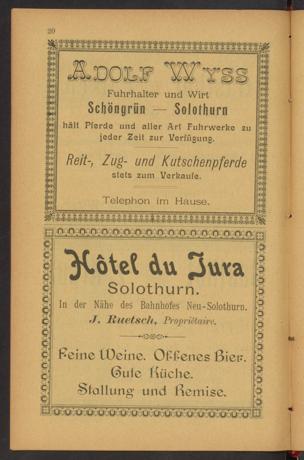 20
ADOLF WYSS
Fuhrhalter und Wirt
Schöngrün — Solothurn
hält Pferde und aller Art Fuhrwerke zu
jeder Zeit zur Verfügung.
Reit-, Zug- und Kutschenpferde
stets zum Verkaufe.
Telephon im Hause.
Hôtel du Jura
Solothurn.
In der Nähe des Bahnhofes Neu-Solothurn.
J. Ruetsch, Propriétaire.
Feine Weine. Offenes Bier.
Gute Küche.
Stallung und Remise.